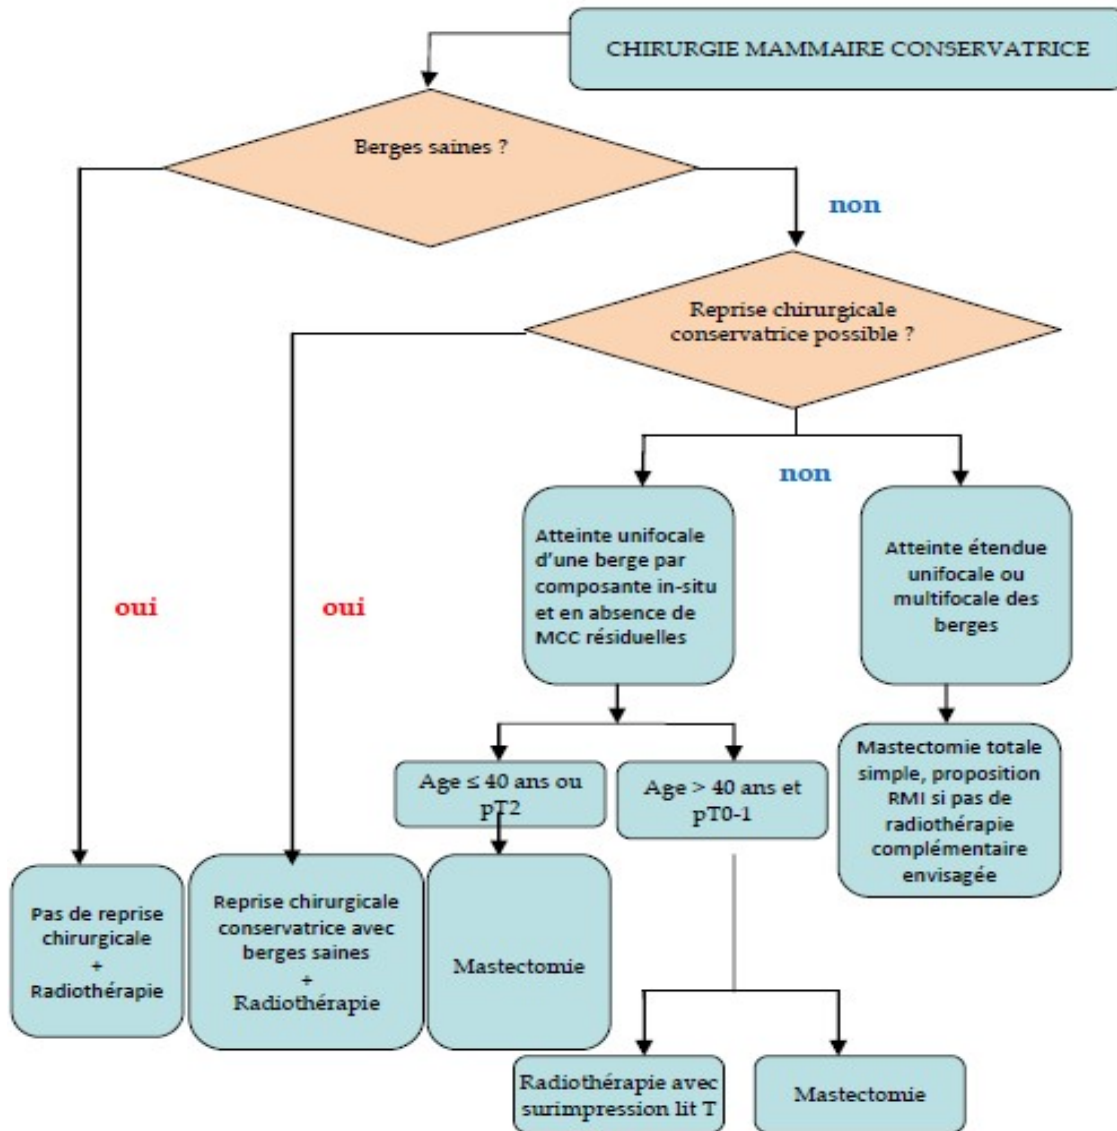 CHIRURGIE MAMMAIRE CONSERVATRICE
Berges saines ?
non
Reprise chirurgicale
conservatrice possible ?
non
oui
oui
Atteinte unifocale
d'une berge par
composante in-situ
et en absence de
MCC résiduelles
Atteinte étendue
unifocale ou
multifocale des
berges
Age ≤ 40 ans ou
pT2
Age > 40 ans et
pT0-1
Mastectomie totale
simple, proposition
RMI si pas de
radiothérapie
complémentaire
envisagée
Pas de reprise
chirurgicale
+
Radiothérapie
Reprise chirurgicale
conservatrice avec
berges saines
+
Radiothérapie
Mastectomie
Radiothérapie avec
surimpression lit T
Mastectomie